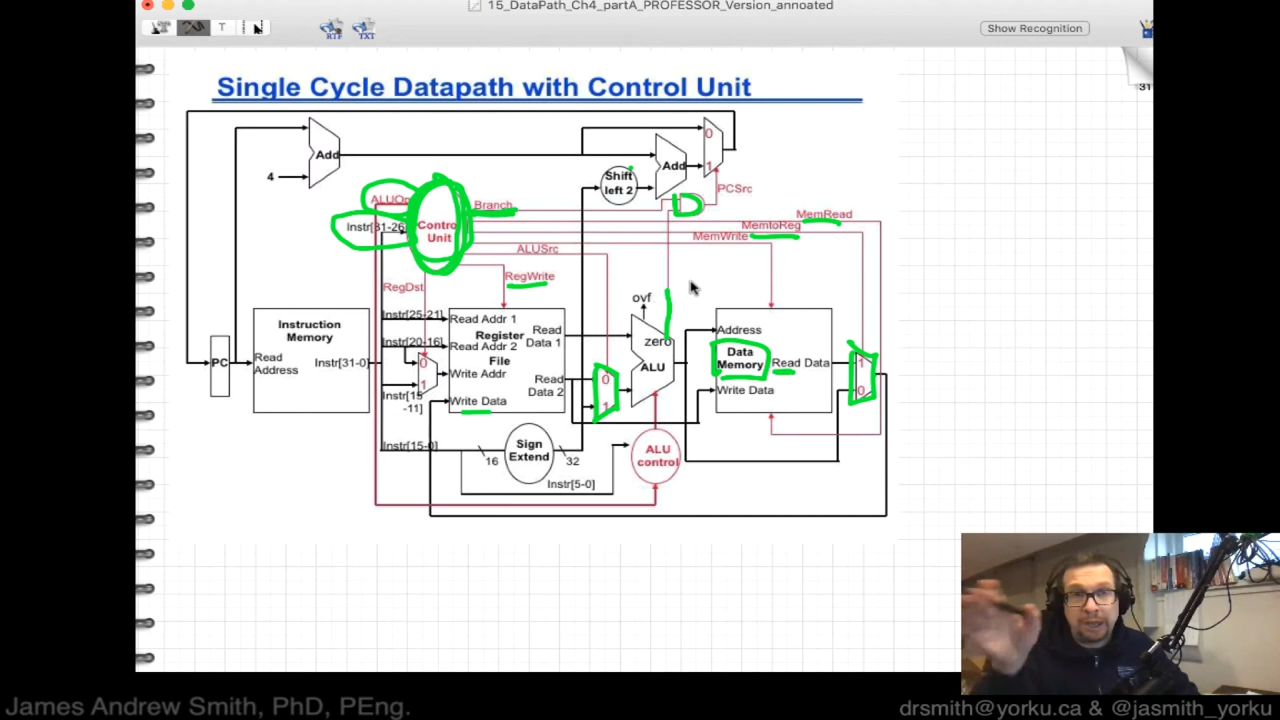 15_DataPath_Ch4_partA_PROFESSOR_Version_annoated
T
RTF
TXT
Show Recognition
31
Single Cycle Datapath with Control Unit
Add
4
Shift
left 2
Add
0
1
PCSrc
ALUOp
Branch
MemRead
Instr[31-26]
Control
Unit
MemtoReg
MemWrite
ALUSrc
RegWrite
RegDst
ovf
Instruction
Memory
PC
Read
Address
Instr[31-0]
Instr[25-21]
Read Addr 1
Register
Read
Data 1
zero
Address
Instr[20-16]
Read Addr 2
File
Data
Memory
Read Data
1
0
Write Addr
ALU
1
Read
Data 2
0
1
Write Data
0
Instr[15
-11]
Write Data
Instr[15-0]
Sign
Extend
16
32
ALU
control
Instr[5-0]
James Andrew Smith, PhD, PEng.
drsmith@yorku.ca & @jasmith_yorku